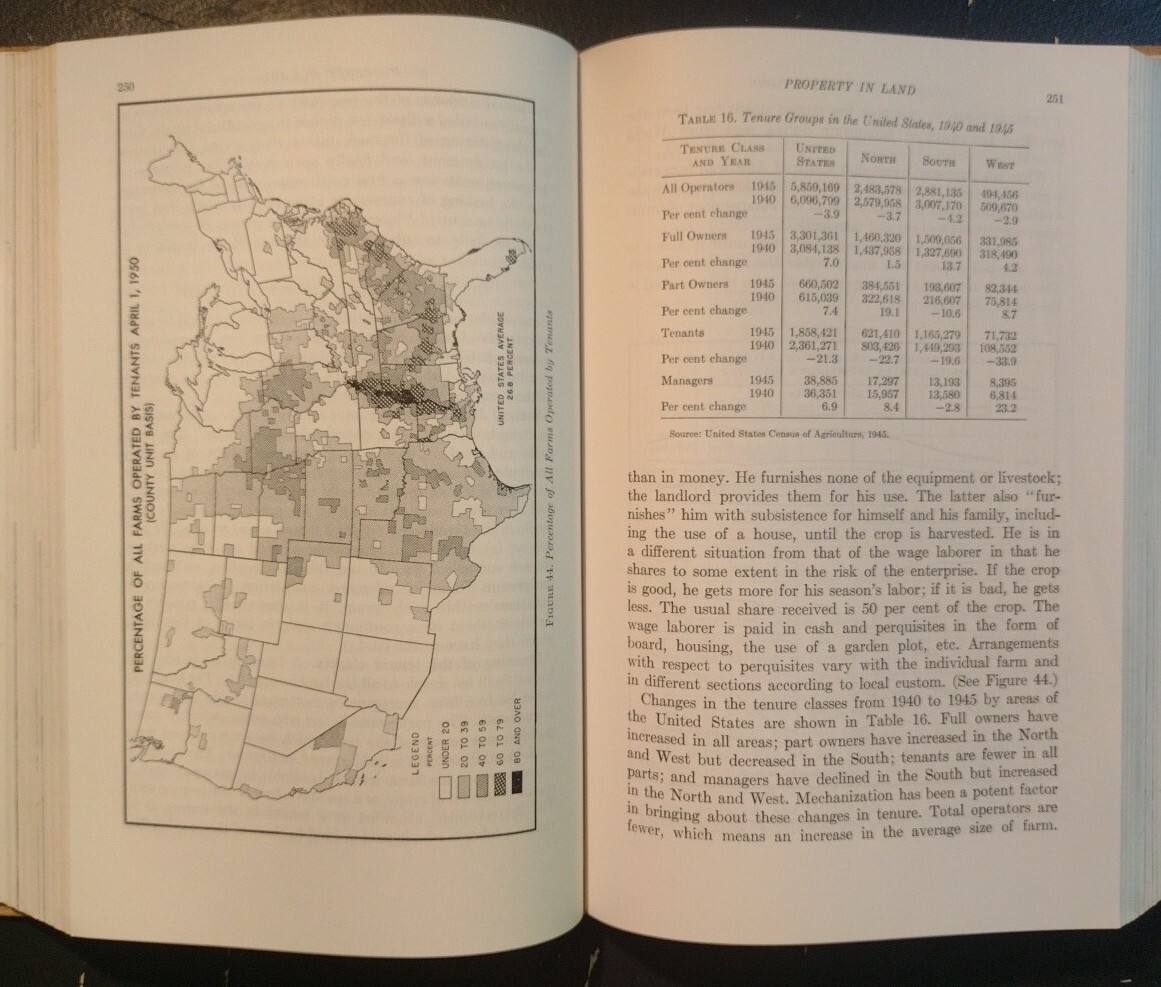 250
PERCENTAGE OF ALL FARMS OPERATED BY TENANTS APRIL 1, 1950
(COUNTY UNIT BASIS)
UNITED STATES AVERAGE
26.8 PERCENT
LEGEND
PERCENT
UNDER 20
20 TO 39
40 TO 59
60 TO 79
80 AND OVER
FIGURE 44. Percentage of All Farms Operated by Tenants
PROPERTY IN LAND
251
TABLE 16. Tenure Groups in the United States, 1940 and 1945
TENURE CLASS AND YEAR UNITED STATES NORTH SOUTH WEST
All Operators 1945 5,859,169 2,483,578 2,881,135 494,456
1940 6,096,799 2,579,958 3,007,170 509,670
Per cent change −3.9 −3.7 −4.2 −2.9
Full Owners 1945 3,301,361 1,460,320 1,509,056 331,985
1940 3,084,138 1,437,958 1,327,690 318,490
Per cent change 7.0 1.5 13.7 4.2
Part Owners 1945 660,502 384,551 193,607 82,344
1940 615,039 322,618 216,607 75,814
Per cent change 7.4 19.1 −10.6 8.7
Tenants 1945 1,858,421 621,410 1,165,279 71,732
1940 2,361,271 803,426 1,449,293 108,552
Per cent change −21.3 −22.7 −19.6 −33.9
Managers 1945 38,885 17,297 13,193 8,395
1940 36,351 15,957 13,580 6,814
Per cent change 6.9 8.4 −2.8 23.2
Source: United States Census of Agriculture, 1945.
than in money. He furnishes none of the equipment or livestock;
the landlord provides them for his use. The latter also "fur-
nishes" him with subsistence for himself and his family, includ-
ing the use of a house, until the crop is harvested. He is in
a different situation from that of the wage laborer in that he
shares to some extent in the risk of the enterprise. If the crop
is good, he gets more for his season's labor; if it is bad, he gets
less. The usual share received is 50 per cent of the crop. The
wage laborer is paid in cash and perquisites in the form of
board, housing, the use of a garden plot, etc. Arrangements
with respect to perquisites vary with the individual farm and
in different sections according to local custom. (See Figure 44.)
Changes in the tenure classes from 1940 to 1945 by areas of
the United States are shown in Table 16. Full owners have
increased in all areas; part owners have increased in the North
and West but decreased in the South; tenants are fewer in all
parts; and managers have declined in the South but increased
in the North and West. Mechanization has been a potent factor
in bringing about these changes in tenure. Total operators are
fewer, which means an increase in the average size of farm.